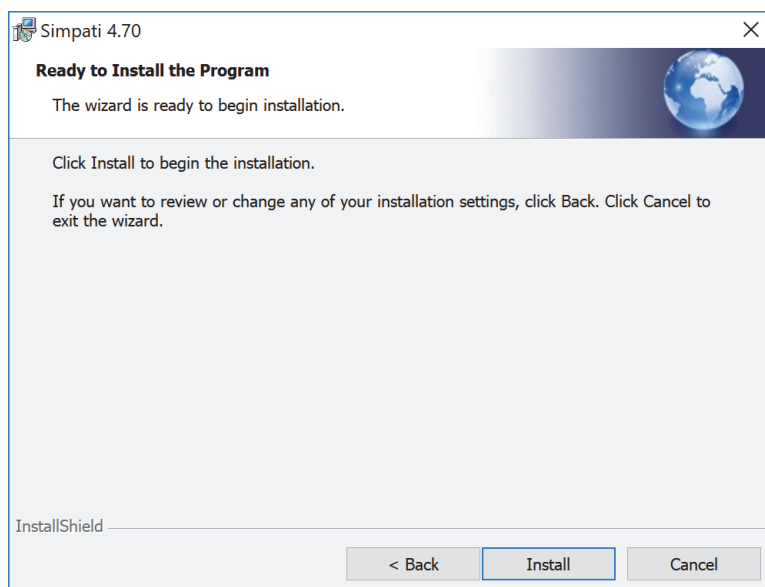 Simpati 4.70
Ready to Install the Program
The wizard is ready to begin installation.
Click Install to begin the installation.
If you want to review or change any of your installation settings, click Back. Click Cancel to
exit the wizard.
InstallShield
< Back Install Cancel